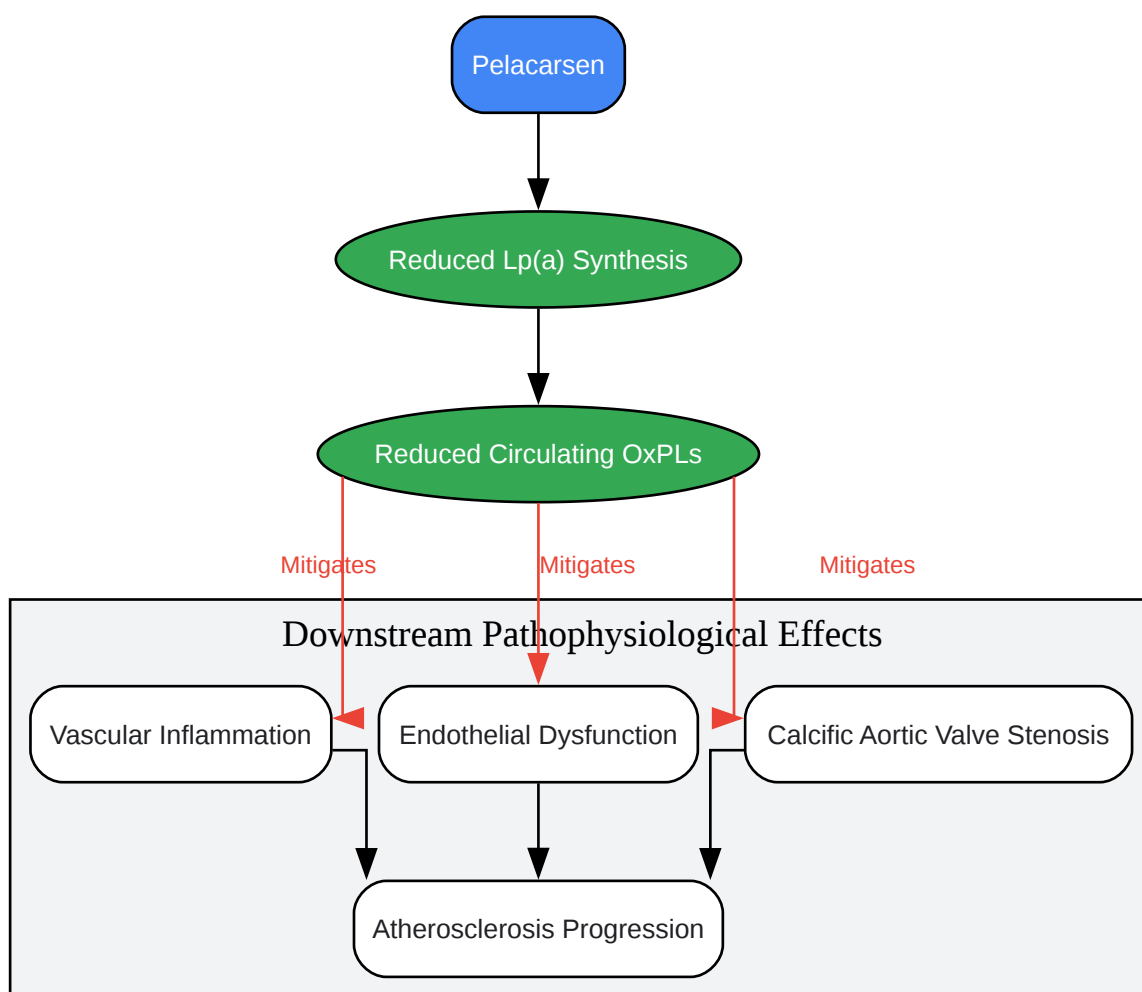 Pelacarsen
Reduced Lp(a) Synthesis
Reduced Circulating OxPLs
Mitigates
Mitigates
Mitigates
Downstream Pathophysiological Effects
Vascular Inflammation
Endothelial Dysfunction
Calcific Aortic Valve Stenosis
Atherosclerosis Progression